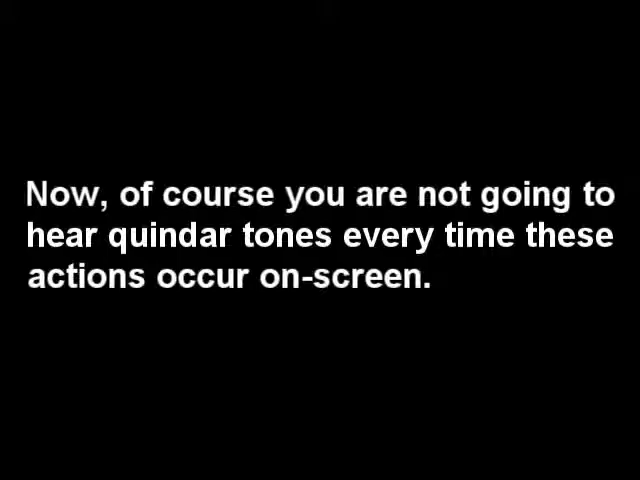 Now, of course you are not going to
hear quindar tones every time these
actions occur on-screen.